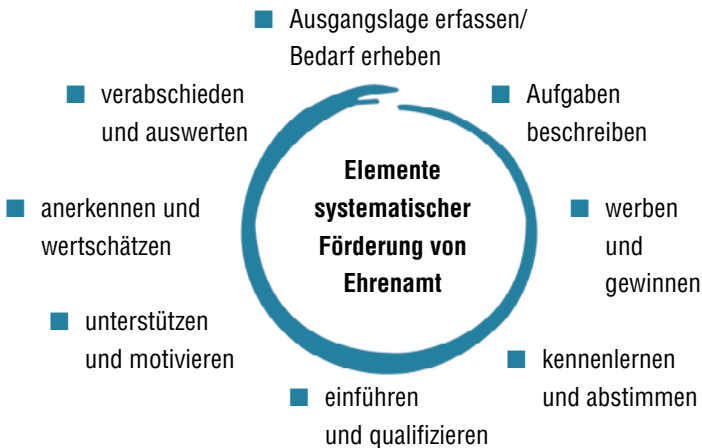 Ausgangslage erfassen/
Bedarf erheben
Aufgaben
beschreiben
werben
und
gewinnen
kennenlernen
und abstimmen
einführen
und qualifizieren
unterstützen
und motivieren
anerkennen und
wertschätzen
verabschieden
und auswerten
Elemente
systematischer
Förderung von
Ehrenamt